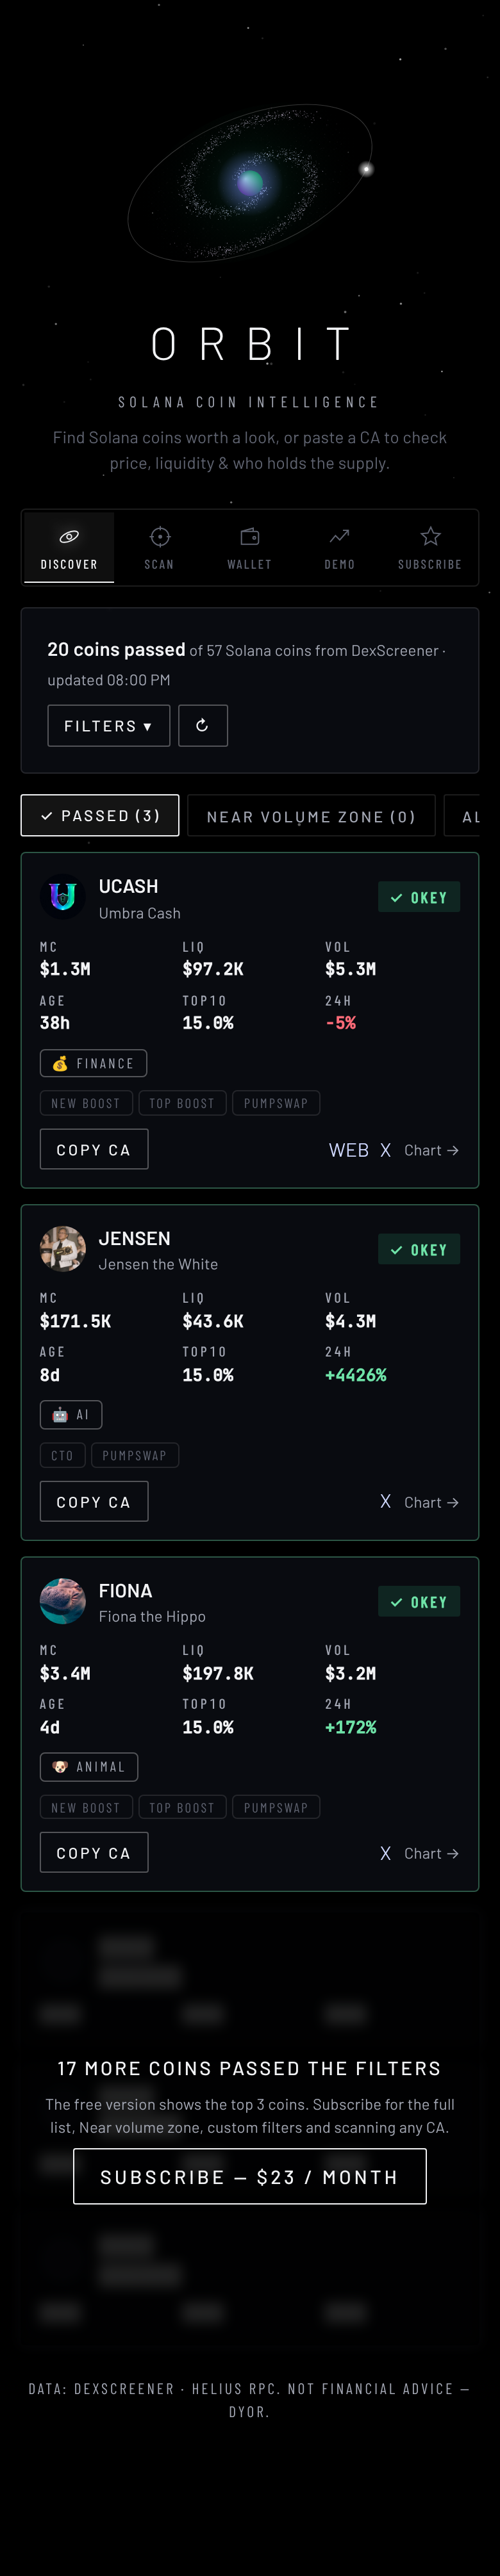 ORBIT
SOLANA COIN INTELLIGENCE
Find Solana coins worth a look, or paste a CA to check
price, liquidity & who holds the supply.
DISCOVER
SCAN
WALLET
DEMO
SUBSCRIBE
20 coins passed of 57 Solana coins from DexScreener ·
updated 08:00 PM
FILTERS ▾
↻
✓ PASSED (3)
NEAR VOLUME ZONE (0)
AL
UCASH
Umbra Cash
✓ OKEY
MC LIQ VOL
$1.3M $97.2K $5.3M
AGE TOP10 24H
38h 15.0% -5%
💰 FINANCE
NEW BOOST TOP BOOST PUMPSWAP
COPY CA WEB X Chart →
JENSEN
Jensen the White
✓ OKEY
MC LIQ VOL
$171.5K $43.6K $4.3M
AGE TOP10 24H
8d 15.0% +4426%
🤖 AI
CTO PUMPSWAP
COPY CA X Chart →
FIONA
Fiona the Hippo
✓ OKEY
MC LIQ VOL
$3.4M $197.8K $3.2M
AGE TOP10 24H
4d 15.0% +172%
🐶 ANIMAL
NEW BOOST TOP BOOST PUMPSWAP
COPY CA X Chart →
17 MORE COINS PASSED THE FILTERS
The free version shows the top 3 coins. Subscribe for the full
list, Near volume zone, custom filters and scanning any CA.
SUBSCRIBE — $23 / MONTH
DATA: DEXSCREENER · HELIUS RPC. NOT FINANCIAL ADVICE —
DYOR.